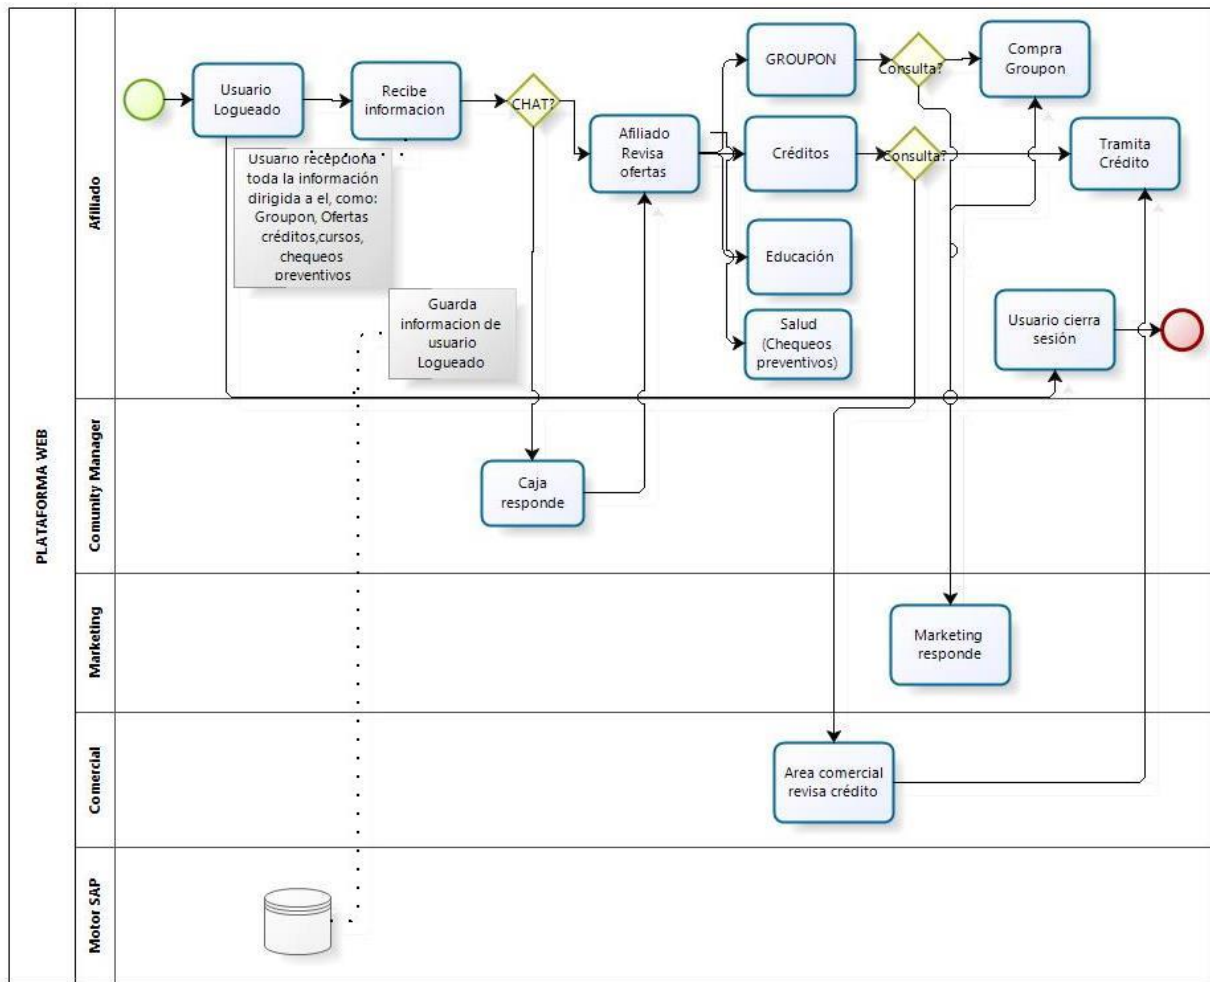 PLATAFORMA WEB
Afiliado
Usuario
Logueado
Recibe
informacion
CHAT?
Afiliado
Revisa
ofertas
GROUPON
Consulta?
Compra
Groupon
Créditos
Consulta?
Tramita
Crédito
Educación
Salud
(Chequeos
preventivos)
Usuario cierra
sesión
Usuario recepciona
toda la información
dirigida a el, como:
Groupon, Ofertas
créditos,cursos,
chequeos
preventivos
Guarda
informacion de
usuario
Logueado
Comunity Manager
Caja
responde
Marketing
Marketing
responde
Comercial
Area comercial
revisa crédito
Motor SAP